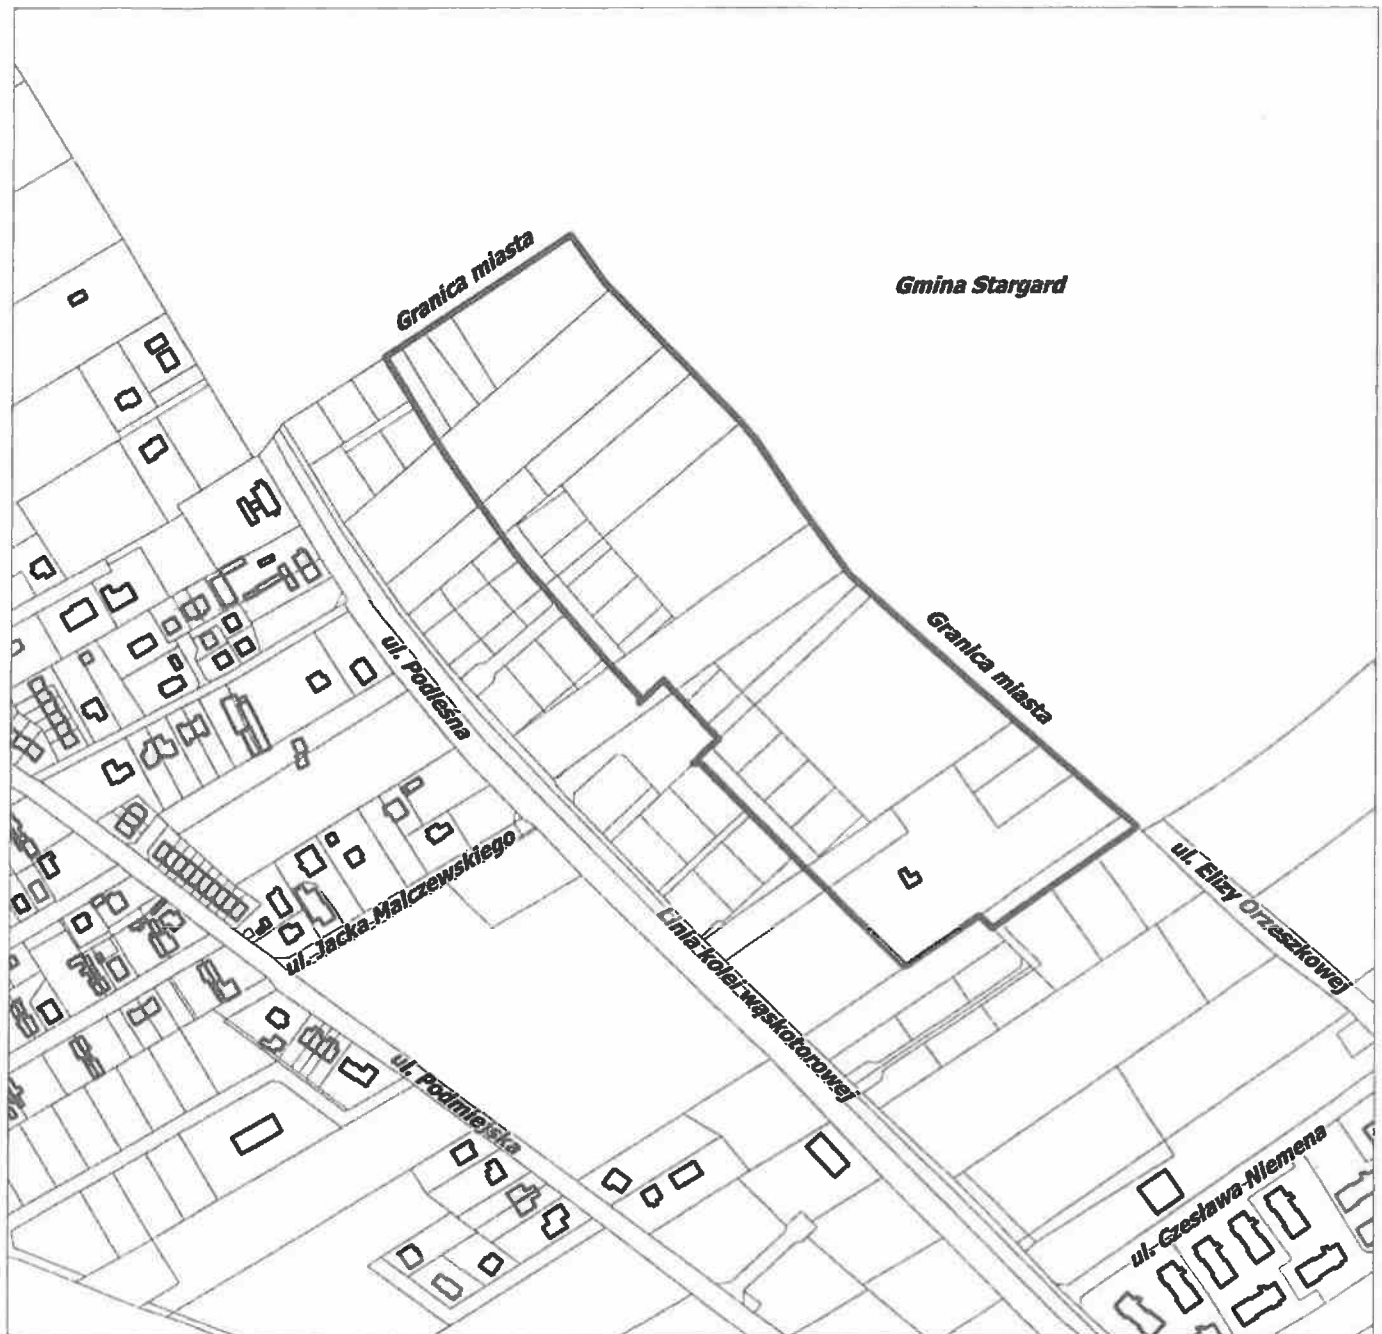 Granica miasta
Gmina Stargard
Granica miasta
ul. Podleśna
ul. Elizy Orzeszkowej
ul. Jacka Malczewskiego
Linia kolei wąskotorowej
ul. Podmiejska
ul. Czesława Niemena